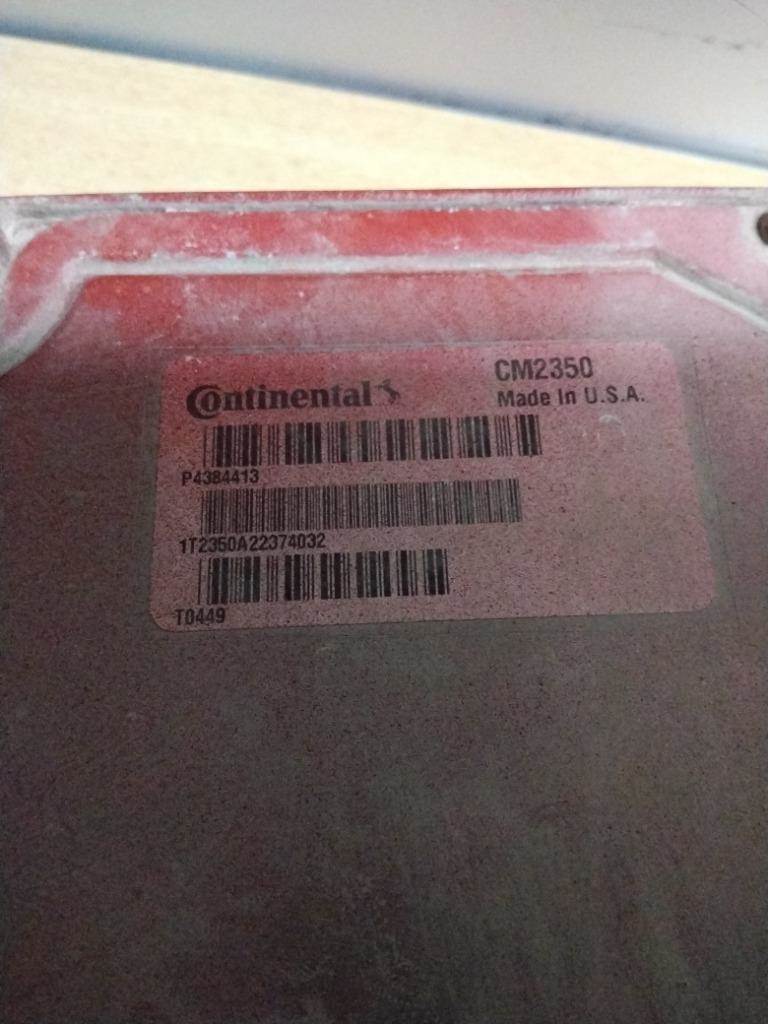 Continental
CM2350
Made In U.S.A.
P4384413
1T2350A22374032
T0449